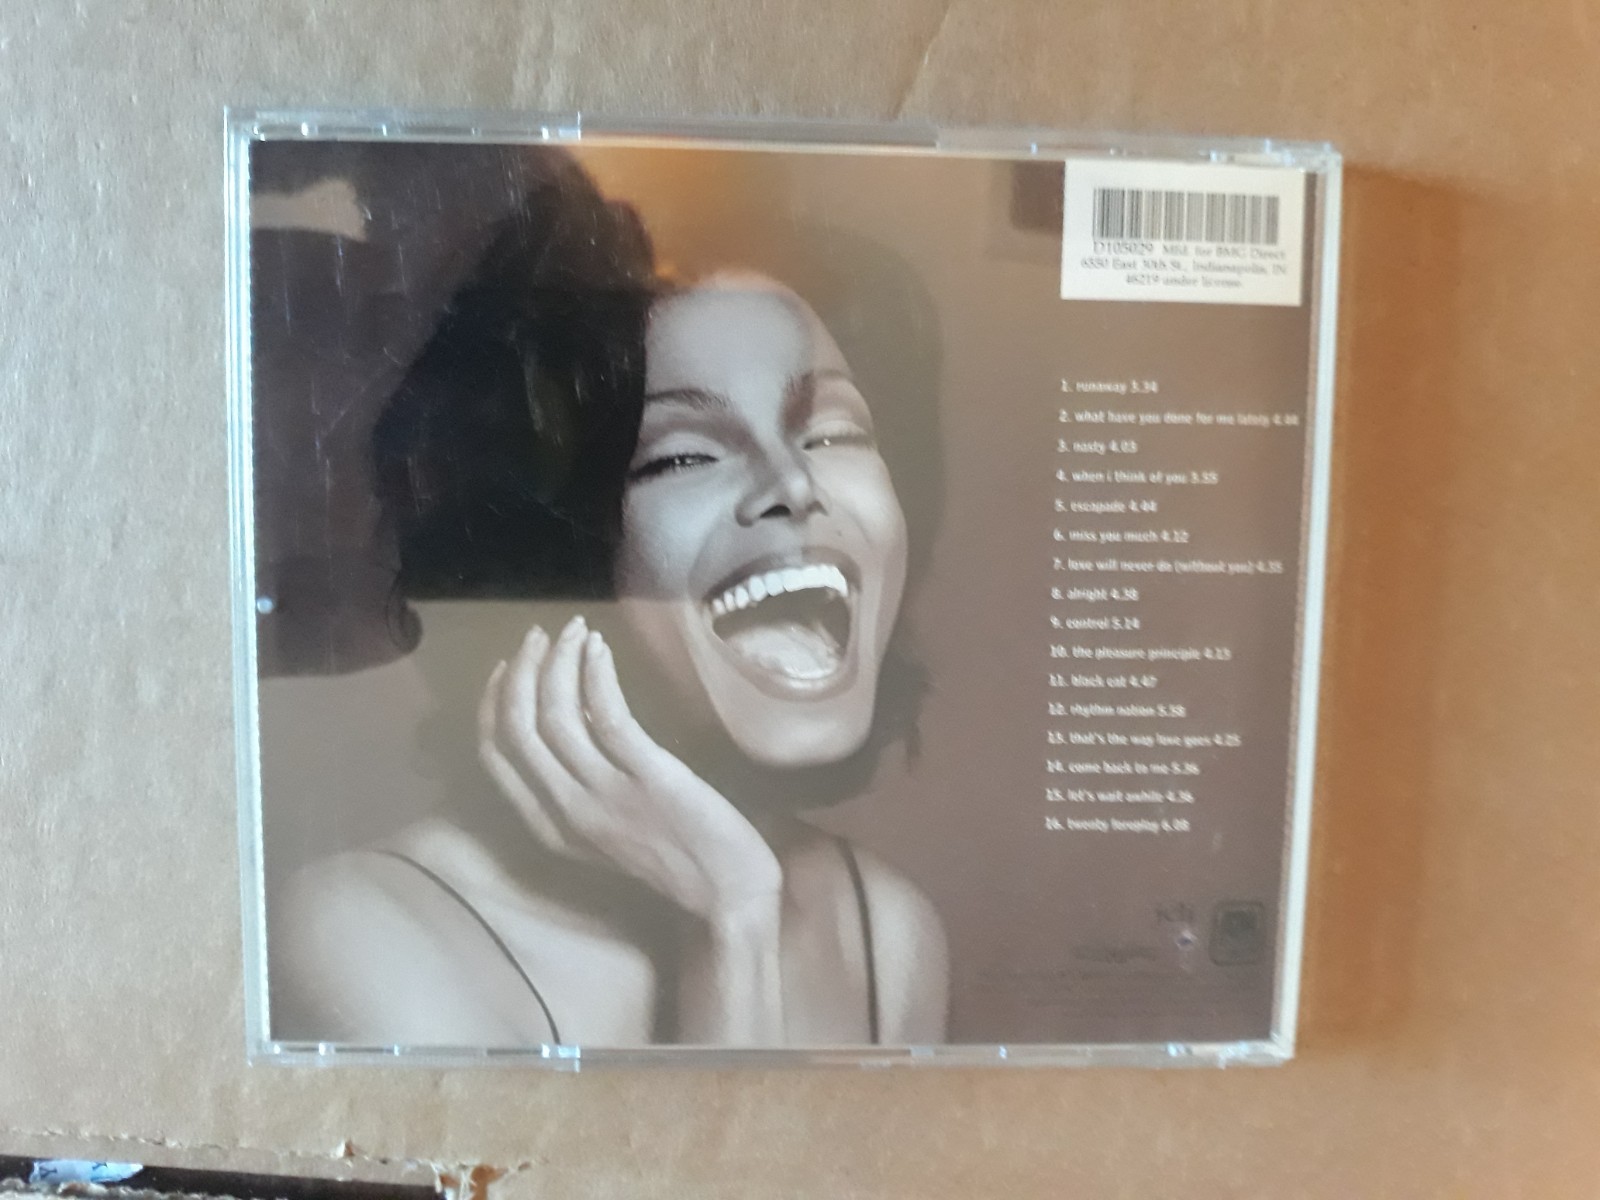 D105029 Mfd. for BMG Direct
6550 East 30th St., Indianapolis, IN
46219 under license.
1. runaway 3.34
2. what have you done for me lately 4.44
3. nasty 4.03
4. when i think of you 3.55
5. escapade 4.44
6. miss you much 4.12
7. love will never do (without you) 4.35
8. alright 4.38
9. control 5.14
10. the pleasure principle 4.13
11. black cat 4.47
12. rhythm nation 5.58
13. that's the way love goes 4.25
14. come back to me 5.36
15. let's wait awhile 4.36
16. twenty foreplay 6.08